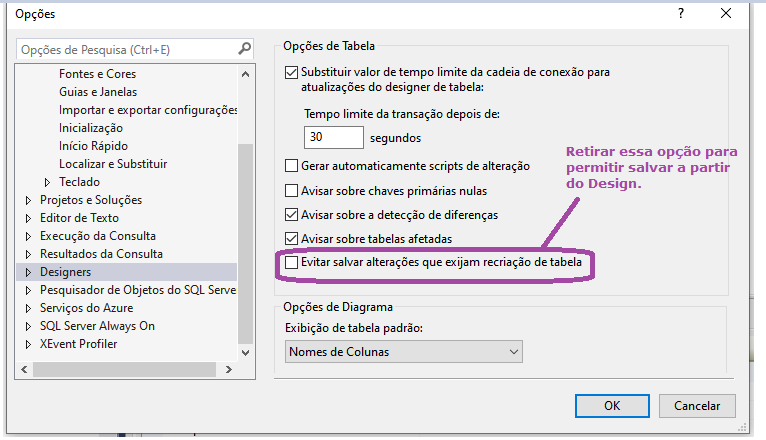 Opções
?
Opções de Pesquisa (Ctrl+E)
Fontes e Cores
Guias e Janelas
Importar e exportar configurações
Inicialização
Início Rápido
Localizar e Substituir
Teclado
Projetos e Soluções
Editor de Texto
Execução da Consulta
Resultados da Consulta
Designers
Pesquisador de Objetos do SQL Serve
Serviços do Azure
SQL Server Always On
XEvent Profiler
Opções de Tabela
Substituir valor de tempo limite da cadeia de conexão para
atualizações do designer de tabela:
Tempo limite da transação depois de:
30 segundos
Gerar automaticamente scripts de alteração
Avisar sobre chaves primárias nulas
Avisar sobre a detecção de diferenças
Avisar sobre tabelas afetadas
Evitar salvar alterações que exijam recriação de tabela
Retirar essa opção para
permitir salvar a partir
do Design.
Opções de Diagrama
Exibição de tabela padrão:
Nomes de Colunas
OK
Cancelar